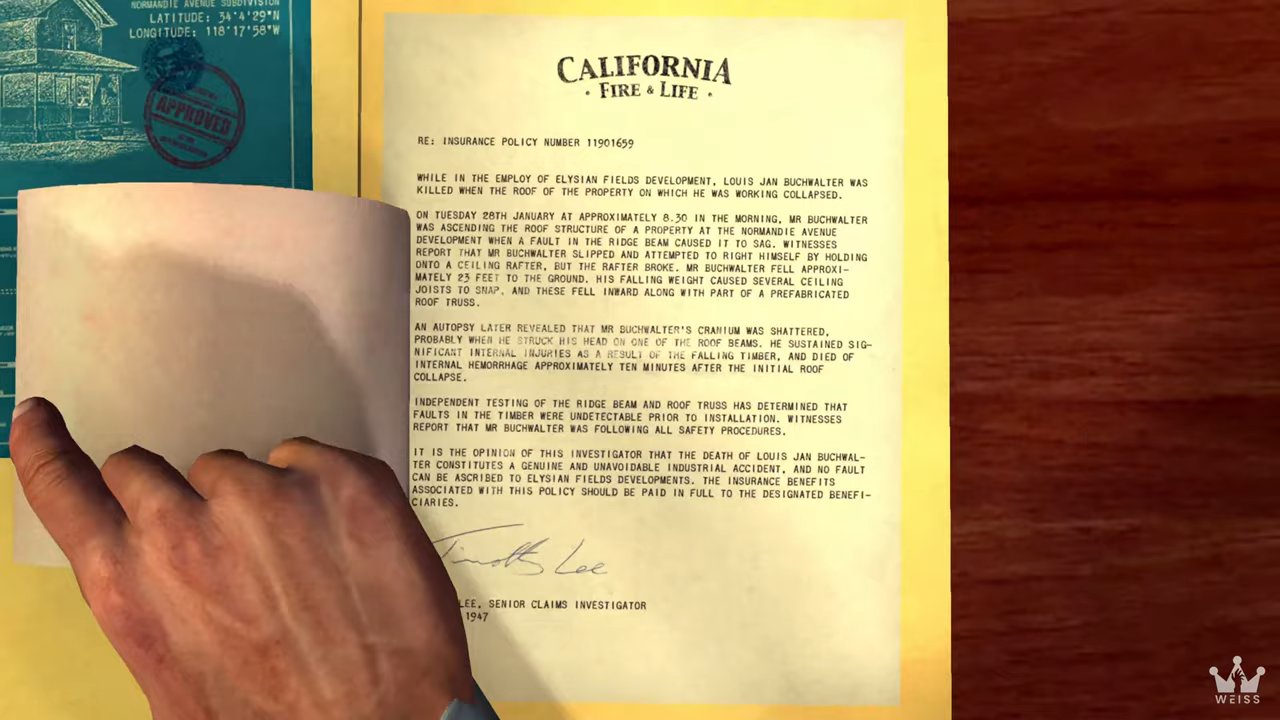 NORMANDIE AVENUE SUBDIVISION
LATITUDE: 34°4'29"N
LONGITUDE: 118°17'58"W
APPROVED
CALIFORNIA
· FIRE & LIFE ·
RE: INSURANCE POLICY NUMBER 11901659
WHILE IN THE EMPLOY OF ELYSIAN FIELDS DEVELOPMENT, LOUIS JAN BUCHWALTER WAS
KILLED WHEN THE ROOF OF THE PROPERTY ON WHICH HE WAS WORKING COLLAPSED.
ON TUESDAY 28TH JANUARY AT APPROXIMATELY 8.30 IN THE MORNING, MR BUCHWALTER
WAS ASCENDING THE ROOF STRUCTURE OF A PROPERTY AT THE NORMANDIE AVENUE
DEVELOPMENT WHEN A FAULT IN THE RIDGE BEAM CAUSED IT TO SAG. WITNESSES
REPORT THAT MR BUCHWALTER SLIPPED AND ATTEMPTED TO RIGHT HIMSELF BY HOLDING
ONTO A CEILING RAFTER, BUT THE RAFTER BROKE. MR BUCHWALTER FELL APPROXI-
MATELY 23 FEET TO THE GROUND. HIS FALLING WEIGHT CAUSED SEVERAL CEILING
JOISTS TO SNAP, AND THESE FELL INWARD ALONG WITH PART OF A PREFABRICATED
ROOF TRUSS.
AN AUTOPSY LATER REVEALED THAT MR BUCHWALTER'S CRANIUM WAS SHATTERED,
PROBABLY WHEN HE STRUCK HIS HEAD ON ONE OF THE ROOF BEAMS. HE SUSTAINED SIG-
NIFICANT INTERNAL INJURIES AS A RESULT OF THE FALLING TIMBER, AND DIED OF
INTERNAL HEMORRHAGE APPROXIMATELY TEN MINUTES AFTER THE INITIAL ROOF
COLLAPSE.
INDEPENDENT TESTING OF THE RIDGE BEAM AND ROOF TRUSS HAS DETERMINED THAT
FAULTS IN THE TIMBER WERE UNDETECTABLE PRIOR TO INSTALLATION. WITNESSES
REPORT THAT MR BUCHWALTER WAS FOLLOWING ALL SAFETY PROCEDURES.
IT IS THE OPINION OF THIS INVESTIGATOR THAT THE DEATH OF LOUIS JAN BUCHWAL-
TER CONSTITUTES A GENUINE AND UNAVOIDABLE INDUSTRIAL ACCIDENT, AND NO FAULT
CAN BE ASCRIBED TO ELYSIAN FIELDS DEVELOPMENTS. THE INSURANCE BENEFITS
ASSOCIATED WITH THIS POLICY SHOULD BE PAID IN FULL TO THE DESIGNATED BENEFI-
CIARIES.
Timothy Lee
LEE, SENIOR CLAIMS INVESTIGATOR
1947
WEISS